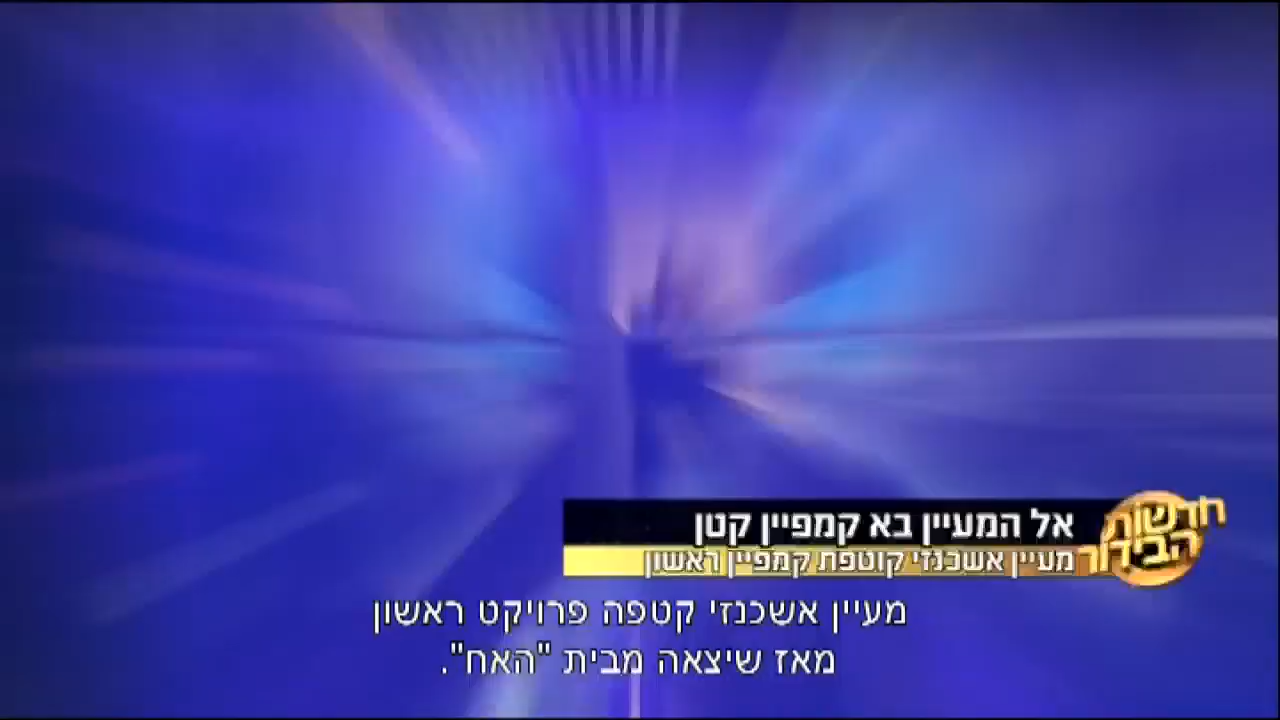 אל המעיין בא קמפיין קטן
חדשות
הבידור
מעיין אשכנזי קוטפת קמפיין ראשון
מעיין אשכנזי קטפה פרויקט ראשון
מאז שיצאה מבית "האח".